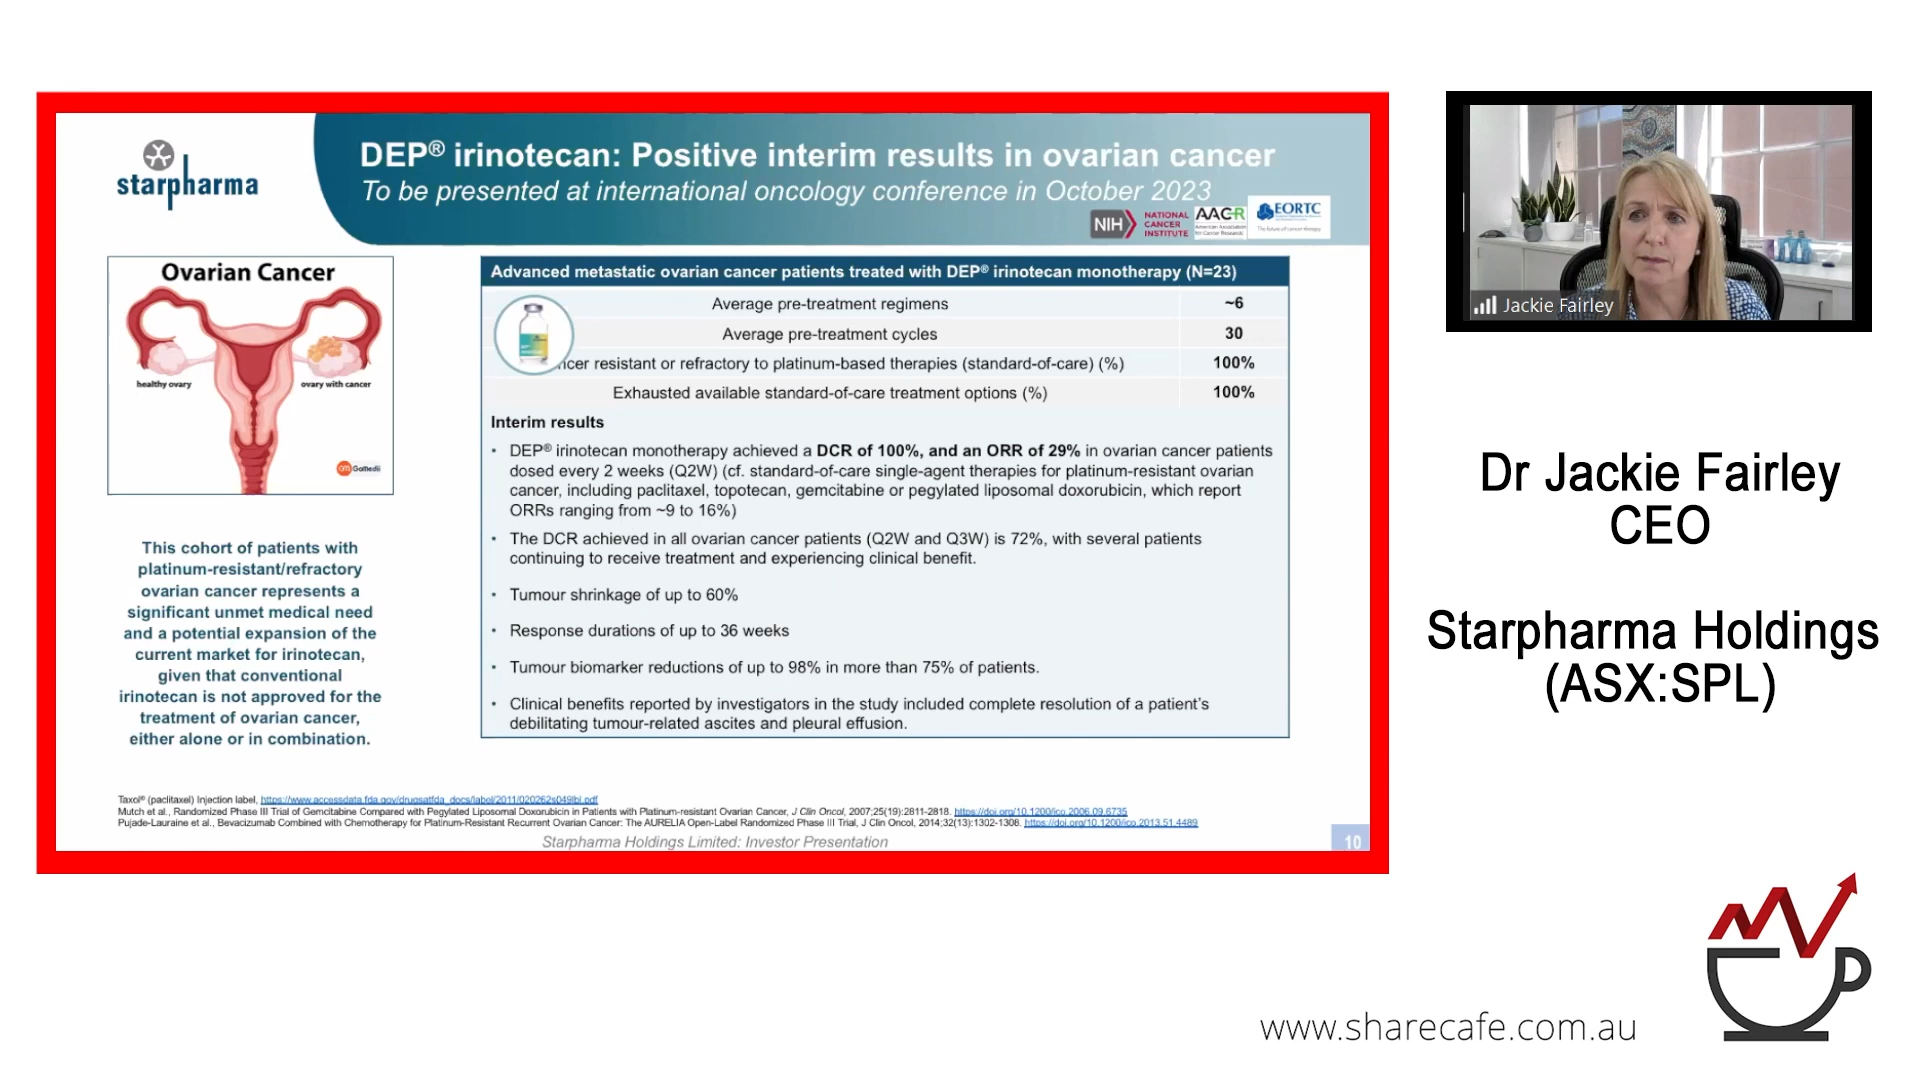 starpharma
DEP® irinotecan: Positive interim results in ovarian cancer
To be presented at international oncology conference in October 2023
NIH NATIONAL CANCER INSTITUTE
AACR
American Association
for Cancer Research
EORTC
The future of cancer therapy
Ovarian Cancer
healthy ovary
ovary with cancer
Gomedii
This cohort of patients with
platinum-resistant/refractory
ovarian cancer represents a
significant unmet medical need
and a potential expansion of the
current market for irinotecan,
given that conventional
irinotecan is not approved for the
treatment of ovarian cancer,
either alone or in combination.
Advanced metastatic ovarian cancer patients treated with DEP® irinotecan monotherapy (N=23)
Average pre-treatment regimens ~6
Average pre-treatment cycles 30
ncer resistant or refractory to platinum-based therapies (standard-of-care) (%) 100%
Exhausted available standard-of-care treatment options (%) 100%
Interim results
• DEP® irinotecan monotherapy achieved a DCR of 100%, and an ORR of 29% in ovarian cancer patients
dosed every 2 weeks (Q2W) (cf. standard-of-care single-agent therapies for platinum-resistant ovarian
cancer, including paclitaxel, topotecan, gemcitabine or pegylated liposomal doxorubicin, which report
ORRs ranging from ~9 to 16%)
• The DCR achieved in all ovarian cancer patients (Q2W and Q3W) is 72%, with several patients
continuing to receive treatment and experiencing clinical benefit.
• Tumour shrinkage of up to 60%
• Response durations of up to 36 weeks
• Tumour biomarker reductions of up to 98% in more than 75% of patients.
• Clinical benefits reported by investigators in the study included complete resolution of a patient's
debilitating tumour-related ascites and pleural effusion.
Taxol® (paclitaxel) Injection label, https://www.accessdata.fda.gov/drugsatfda_docs/label/2011/020262s049lbl.pdf
Mutch et al., Randomized Phase III Trial of Gemcitabine Compared with Pegylated Liposomal Doxorubicin in Patients with Platinum-resistant Ovarian Cancer, J Clin Oncol, 2007;25(19):2811-2818. https://doi.org/10.1200/jco.2006.09.6735
Pujade-Lauraine et al., Bevacizumab Combined with Chemotherapy for Platinum-Resistant Recurrent Ovarian Cancer: The AURELIA Open-Label Randomized Phase III Trial, J Clin Oncol, 2014;32(13):1302-1308. https://doi.org/10.1200/jco.2013.51.4489
Starpharma Holdings Limited: Investor Presentation
10
Jackie Fairley
Dr Jackie Fairley
CEO
Starpharma Holdings
(ASX:SPL)
www.sharecafe.com.au